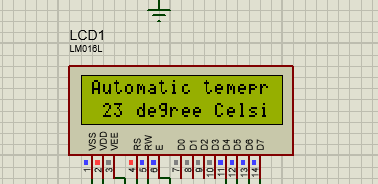 LCD1
LM016L
Automatic temepr
23 degree Celsi
VSS VDD VEE RS RW E D0 D1 D2 D3 D4 D5 D6 D7
1 2 3 4 5 6 7 8 9 10 11 12 13 14